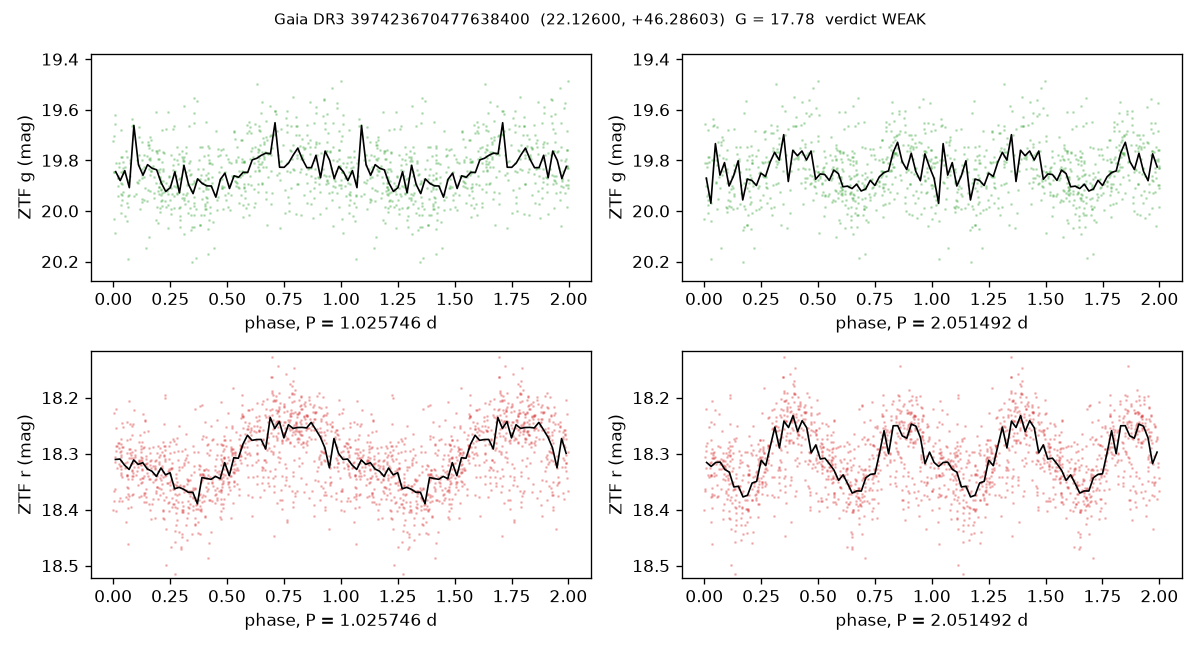 Gaia DR3 397423670477638400  (22.12600, +46.28603)  G = 17.78  verdict WEAK
ZTF g (mag)
19.4
19.6
19.8
20.0
20.2
0.00 0.25 0.50 0.75 1.00 1.25 1.50 1.75 2.00
phase, P = 1.025746 d
ZTF g (mag)
19.4
19.6
19.8
20.0
20.2
0.00 0.25 0.50 0.75 1.00 1.25 1.50 1.75 2.00
phase, P = 2.051492 d
ZTF r (mag)
18.2
18.3
18.4
18.5
0.00 0.25 0.50 0.75 1.00 1.25 1.50 1.75 2.00
phase, P = 1.025746 d
ZTF r (mag)
18.2
18.3
18.4
18.5
0.00 0.25 0.50 0.75 1.00 1.25 1.50 1.75 2.00
phase, P = 2.051492 d